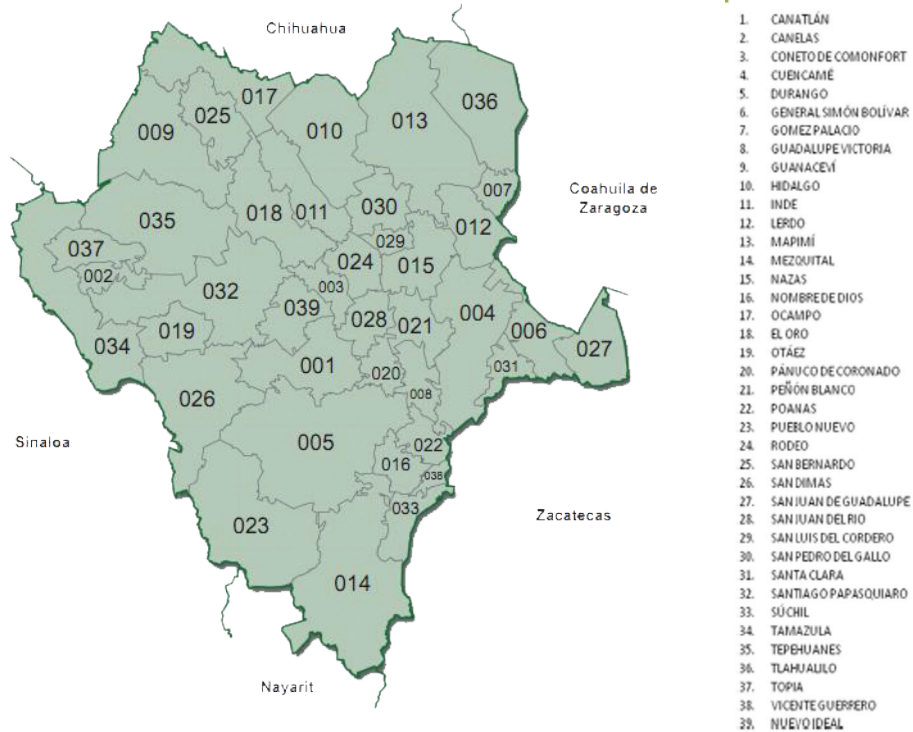 Chihuahua
017
036
025
013
009
010
007
Coahuila de
Zaragoza
030
018
011
035
012
029
037
024
015
002
003
032
039
004
028
021
019
006
034
027
001
031
020
008
026
005
022
Sinaloa
016
038
033
Zacatecas
023
014
Nayarit
1. CANATLÁN
2. CANELAS
3. CONETO DE COMONFORT
4. CUENCAMÉ
5. DURANGO
6. GENERAL SIMÓN BOLÍVAR
7. GOMEZ PALACIO
8. GUADALUPE VICTORIA
9. GUANACEVÍ
10. HIDALGO
11. INDE
12. LERDO
13. MAPIMÍ
14. MEZQUITAL
15. NAZAS
16. NOMBRE DE DIOS
17. OCAMPO
18. EL ORO
19. OTÁEZ
20. PÁNUCO DE CORONADO
21. PEÑÓN BLANCO
22. POANAS
23. PUEBLO NUEVO
24. RODEO
25. SAN BERNARDO
26. SAN DIMAS
27. SAN JUAN DE GUADALUPE
28. SAN JUAN DEL RIO
29. SAN LUIS DEL CORDERO
30. SAN PEDRO DEL GALLO
31. SANTA CLARA
32. SANTIAGO PAPASQUIARO
33. SÚCHIL
34. TAMAZULA
35. TEPEHUANES
36. TLAHUALILO
37. TOPIA
38. VICENTE GUERRERO
39. NUEVO IDEAL